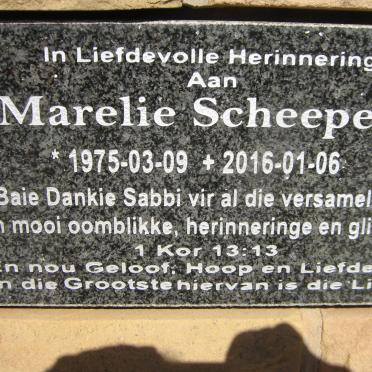 In Liefdevolle Herinnering
Aan
Marelie Scheepe
* 1975-03-09 + 2016-01-06
Baie Dankie Sabbi vir al die versamel
n mooi oomblikke, herinneringe en gli
1 Kor 13:13
En nou Geloof, Hoop en Liefde
n die Grootste hiervan is die Li